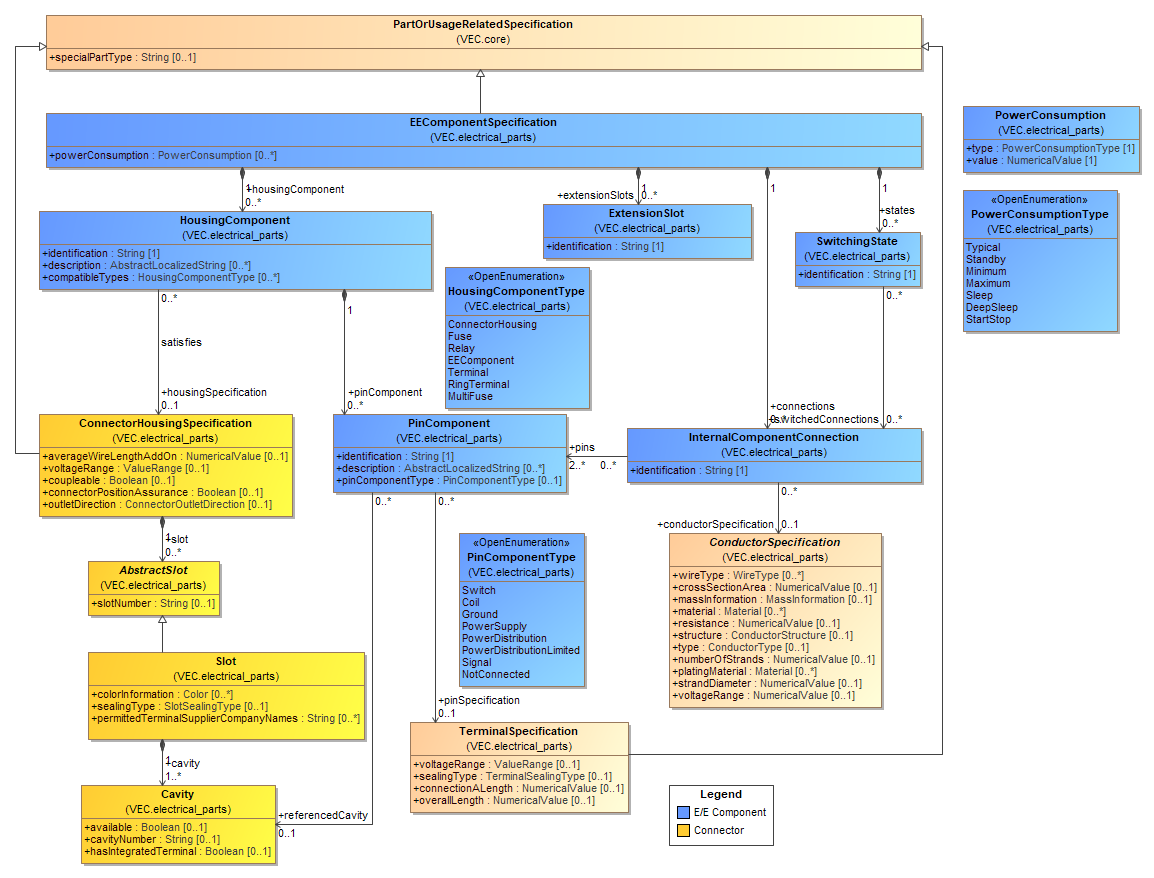 PartOrUsageRelatedSpecification
(VEC.core)
+specialPartType : String [0..1]
EEComponentSpecification
(VEC.electrical_parts)
+powerConsumption : PowerConsumption [0..*]
PowerConsumption
(VEC.electrical_parts)
+type : PowerConsumptionType [1]
+value : NumericalValue [1]
1
+housingComponent
0..*
1
+extensionSlots
0..*
1
1
+states
0..*
«OpenEnumeration»
PowerConsumptionType
(VEC.electrical_parts)
Typical
Standby
Minimum
Maximum
Sleep
DeepSleep
StartStop
HousingComponent
(VEC.electrical_parts)
+identification : String [1]
+description : AbstractLocalizedString [0..*]
+compatibleTypes : HousingComponentType [0..*]
ExtensionSlot
(VEC.electrical_parts)
+identification : String [1]
SwitchingState
(VEC.electrical_parts)
+identification : String [1]
«OpenEnumeration»
HousingComponentType
(VEC.electrical_parts)
ConnectorHousing
Fuse
Relay
EEComponent
Terminal
RingTerminal
MultiFuse
0..*
satisfies
+housingSpecification
0..1
1
+pinComponent
0..*
0..*
+connections
0..*
+switchedConnections
0..*
ConnectorHousingSpecification
(VEC.electrical_parts)
+averageWireLengthAddOn : NumericalValue [0..1]
+voltageRange : ValueRange [0..1]
+coupleable : Boolean [0..1]
+connectorPositionAssurance : Boolean [0..1]
+outletDirection : ConnectorOutletDirection [0..1]
PinComponent
(VEC.electrical_parts)
+identification : String [1]
+description : AbstractLocalizedString [0..*]
+pinComponentType : PinComponentType [0..1]
+pins
2..*
0..*
InternalComponentConnection
(VEC.electrical_parts)
+identification : String [1]
0..*
0..*
0..*
+conductorSpecification
0..1
1
+slot
0..*
AbstractSlot
(VEC.electrical_parts)
+slotNumber : String [0..1]
«OpenEnumeration»
PinComponentType
(VEC.electrical_parts)
Switch
Coil
Ground
PowerSupply
PowerDistribution
PowerDistributionLimited
Signal
NotConnected
ConductorSpecification
(VEC.electrical_parts)
+wireType : WireType [0..*]
+crossSectionArea : NumericalValue [0..1]
+massInformation : MassInformation [0..1]
+material : Material [0..*]
+resistance : NumericalValue [0..1]
+structure : ConductorStructure [0..1]
+type : ConductorType [0..1]
+numberOfStrands : NumericalValue [0..1]
+platingMaterial : Material [0..*]
+strandDiameter : NumericalValue [0..1]
+voltageRange : NumericalValue [0..1]
Slot
(VEC.electrical_parts)
+colorInformation : Color [0..*]
+sealingType : SlotSealingType [0..1]
+permittedTerminalSupplierCompanyNames : String [0..*]
+pinSpecification
0..1
TerminalSpecification
(VEC.electrical_parts)
+voltageRange : ValueRange [0..1]
+sealingType : TerminalSealingType [0..1]
+connectionALength : NumericalValue [0..1]
+overallLength : NumericalValue [0..1]
1
+cavity
1..*
Cavity
(VEC.electrical_parts)
+available : Boolean [0..1]
+cavityNumber : String [0..1]
+hasIntegratedTerminal : Boolean [0..1]
+referencedCavity
0..1
Legend
E/E Component
Connector